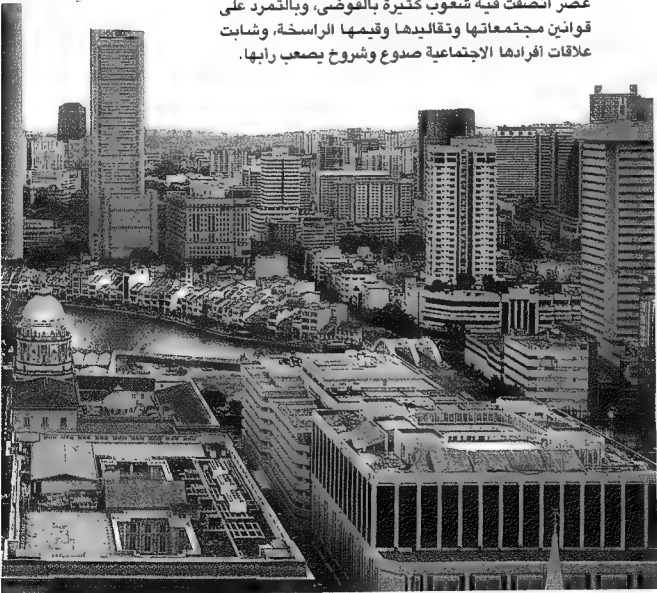 عصر اتصفت فيه شعوب كثيرة بالفوضى، وبالتمرد على
قوانين مجتمعاتها وتقاليدها وقيمها الراسخة، وشابت
علاقات أفرادها الاجتماعية صدوع وشروخ يصعب رأبها.